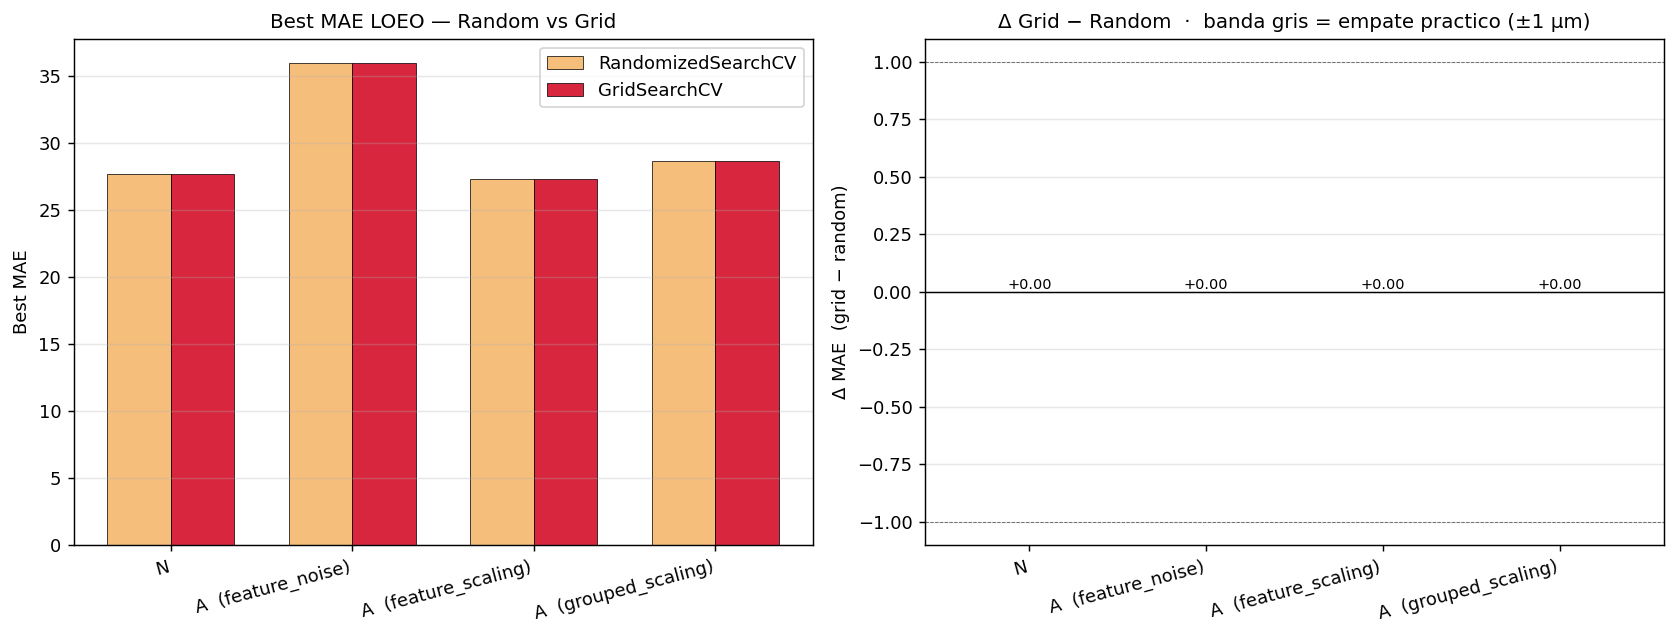 Best MAE LOEO — Random vs Grid
RandomizedSearchCV
GridSearchCV
Best MAE
35
30
25
20
15
10
5
0
N
A (feature_noise)
A (feature_scaling)
A (grouped_scaling)
Δ Grid − Random · banda gris = empate practico (±1 µm)
Δ MAE (grid − random)
1.00
0.75
0.50
0.25
0.00
−0.25
−0.50
−0.75
−1.00
+0.00
+0.00
+0.00
+0.00
N
A (feature_noise)
A (feature_scaling)
A (grouped_scaling)